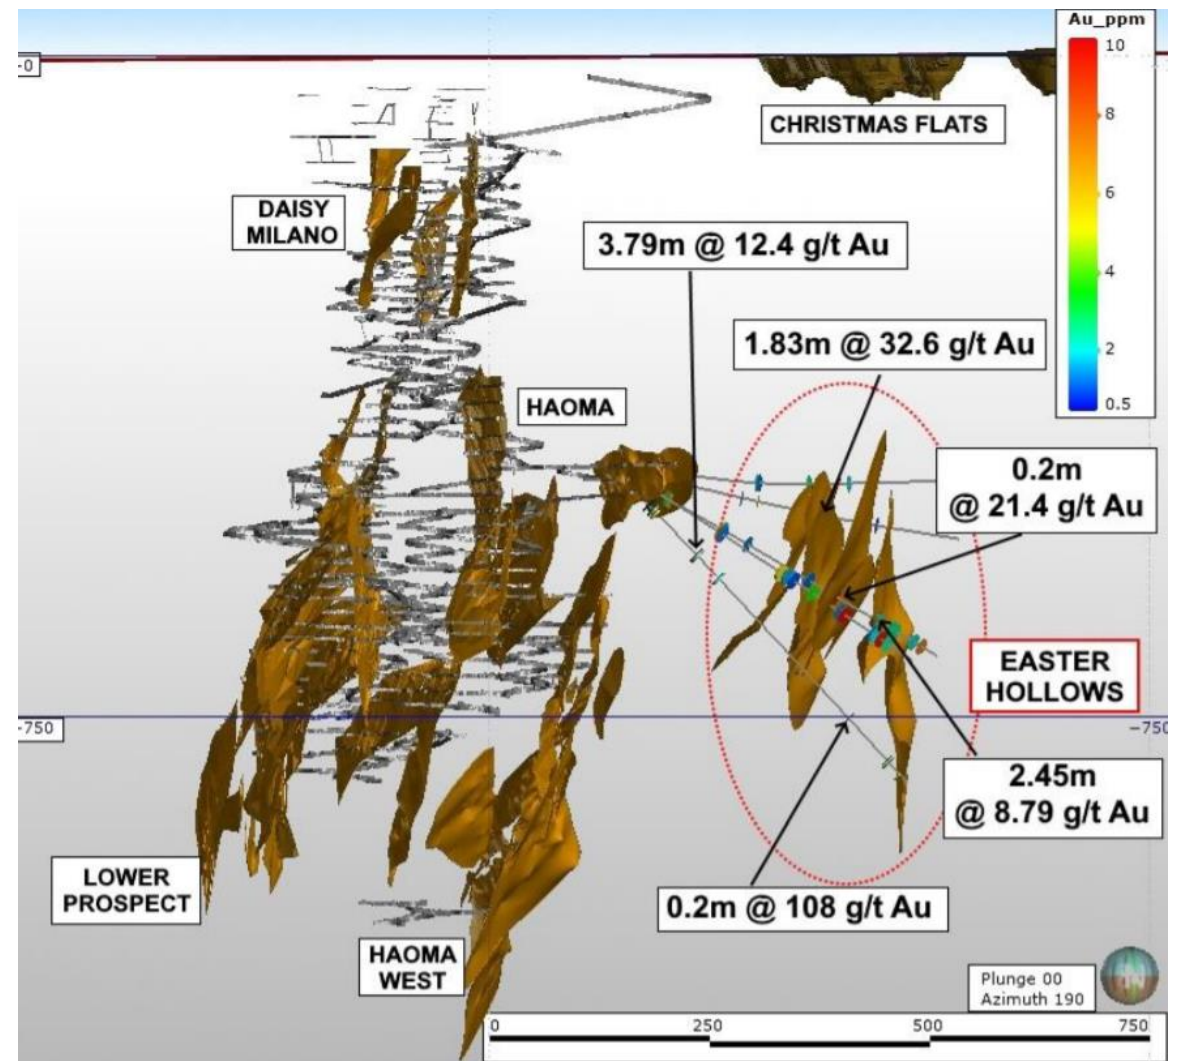 Au_ppm
10
8
6
4
2
0.5
-0
CHRISTMAS FLATS
DAISY
MILANO
3.79m @ 12.4 g/t Au
1.83m @ 32.6 g/t Au
HAOMA
0.2m
@ 21.4 g/t Au
EASTER
HOLLOWS
-750
-750
2.45m
@ 8.79 g/t Au
LOWER
PROSPECT
0.2m @ 108 g/t Au
HAOMA
WEST
Plunge 00
Azimuth 190
0 250 500 750